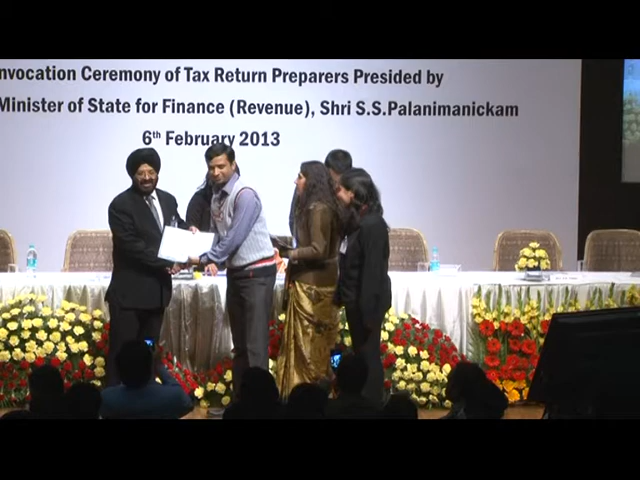 nvocation Ceremony of Tax Return Preparers Presided by
Minister of State for Finance (Revenue), Shri S.S.Palanimanickam
6th February 2013